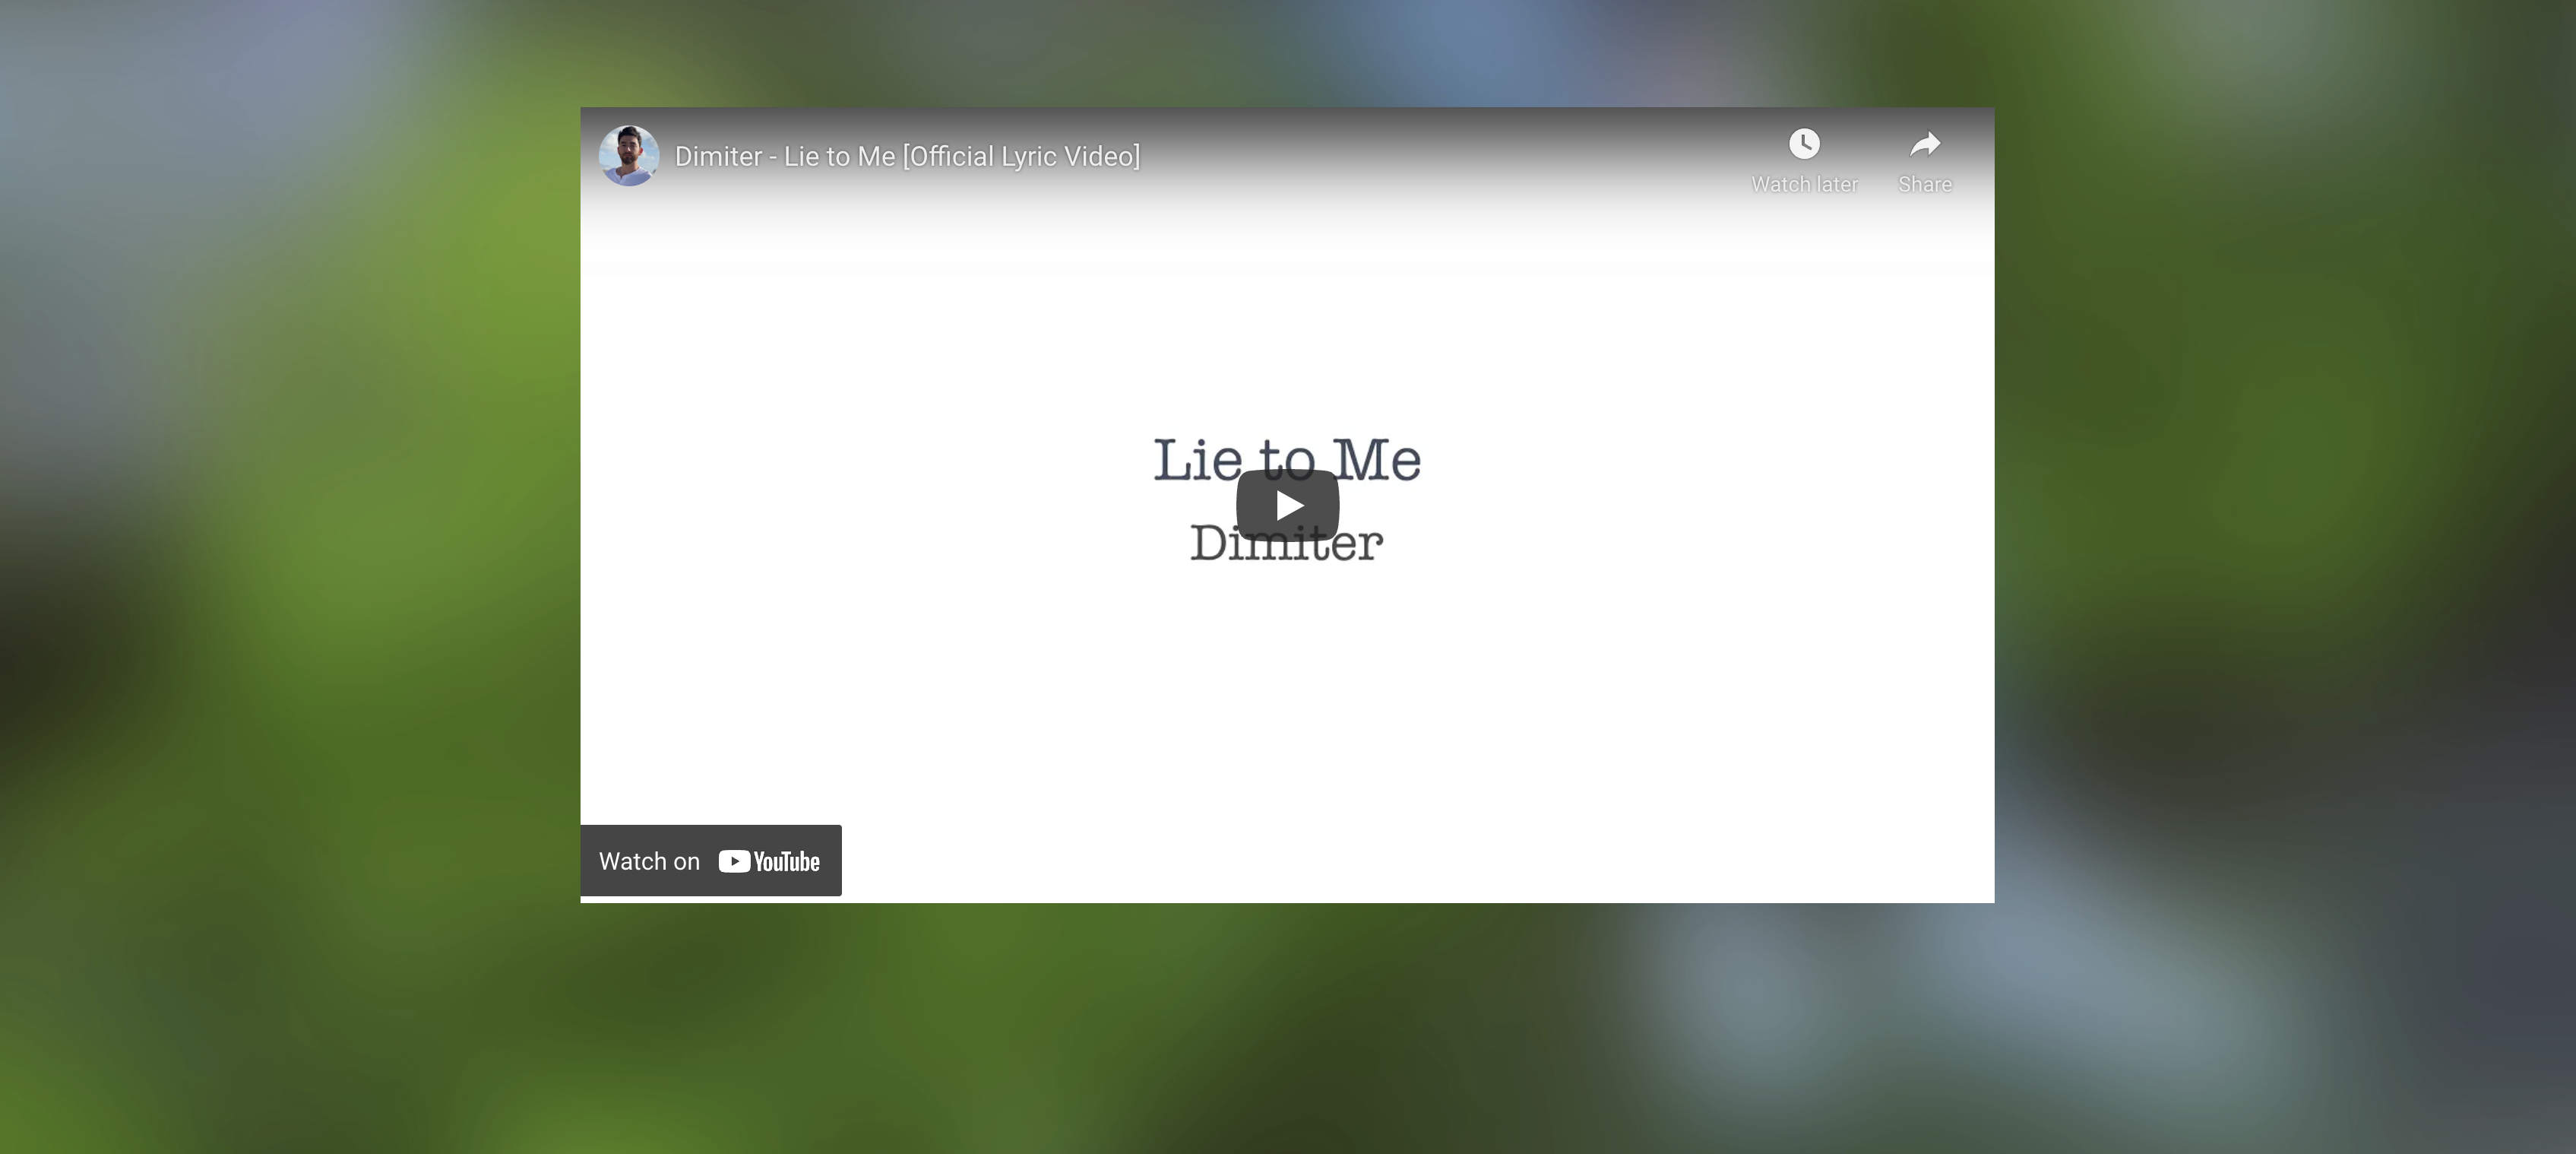 Dimiter - Lie to Me [Official Lyric Video]
Watch later
Share
Lie to Me
Dimiter
Watch on YouTube